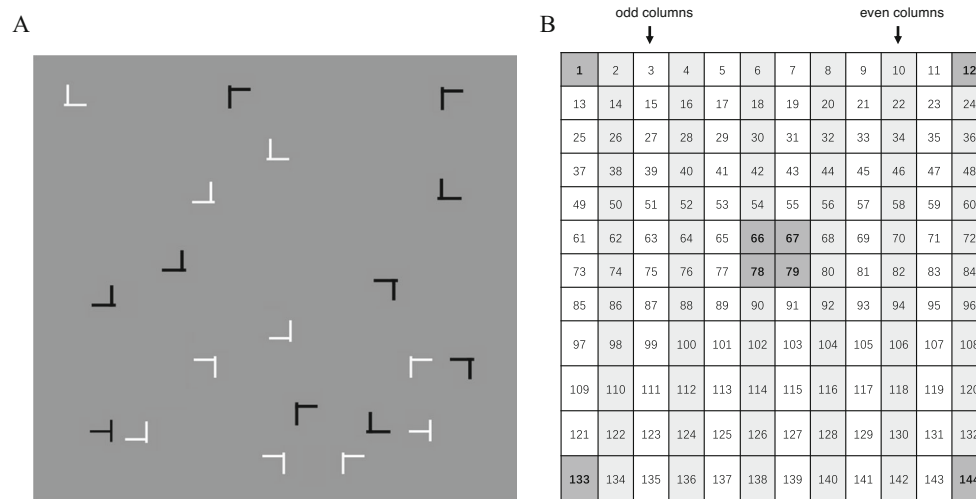 A
B
odd columns
even columns
1 2 3 4 5 6 7 8 9 10 11 12
13 14 15 16 17 18 19 20 21 22 23 24
25 26 27 28 29 30 31 32 33 34 35 36
37 38 39 40 41 42 43 44 45 46 47 48
49 50 51 52 53 54 55 56 57 58 59 60
61 62 63 64 65 66 67 68 69 70 71 72
73 74 75 76 77 78 79 80 81 82 83 84
85 86 87 88 89 90 91 92 93 94 95 96
97 98 99 100 101 102 103 104 105 106 107 108
109 110 111 112 113 114 115 116 117 118 119 120
121 122 123 124 125 126 127 128 129 130 131 132
133 134 135 136 137 138 139 140 141 142 143 144